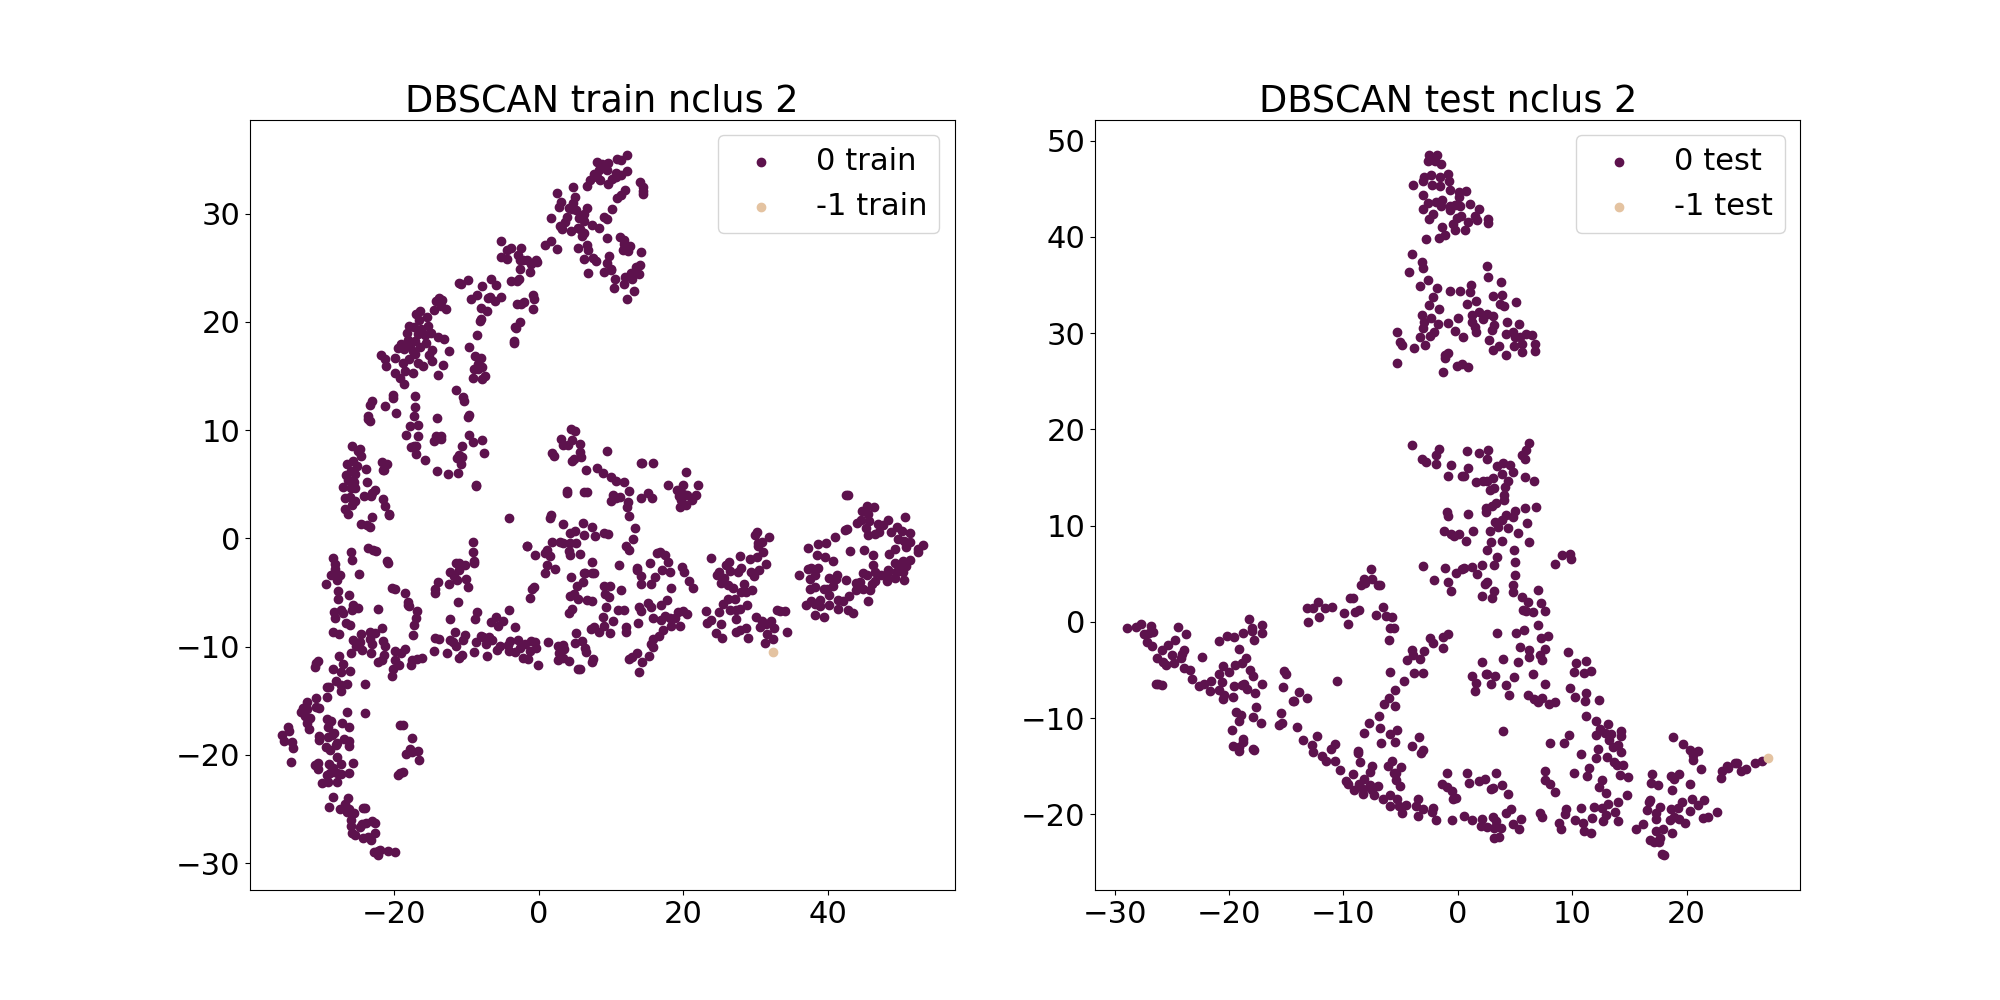 DBSCAN train nclus 2
0 train
-1 train
30
20
10
0
−10
−20
−30
−20 0 20 40
DBSCAN test nclus 2
0 test
-1 test
50
40
30
20
10
0
−10
−20
−30 −20 −10 0 10 20